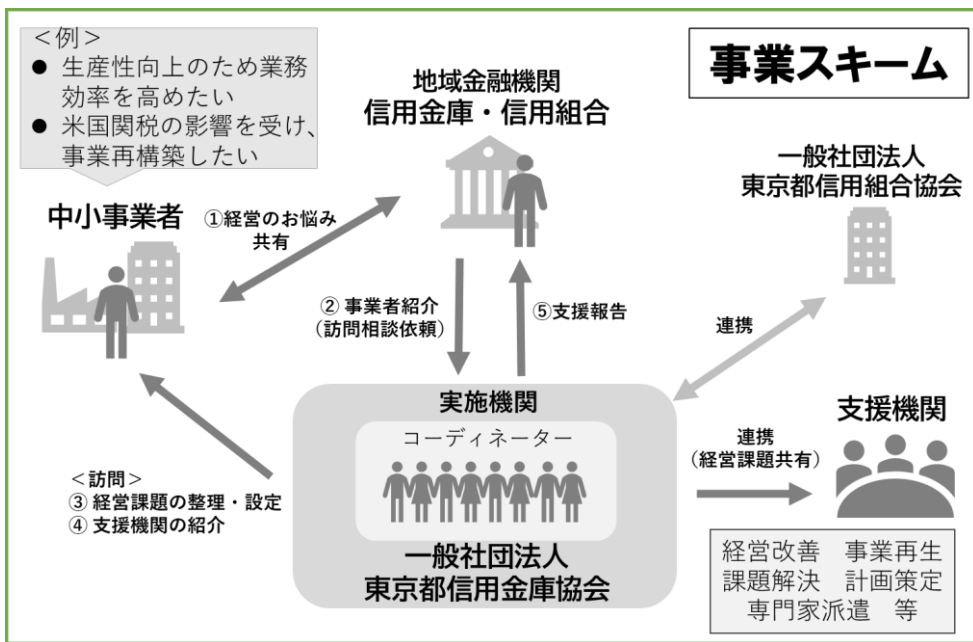 ＜例＞
● 生産性向上のため業務
効率を高めたい
● 米国関税の影響を受け、
事業再構築したい
事業スキーム
地域金融機関
信用金庫・信用組合
一般社団法人
東京都信用組合協会
中小事業者
①経営のお悩み
共有
② 事業者紹介
（訪問相談依頼）
⑤支援報告
連携
実施機関
コーディネーター
一般社団法人
東京都信用金庫協会
支援機関
連携
（経営課題共有）
＜訪問＞
③ 経営課題の整理・設定
④ 支援機関の紹介
経営改善　事業再生
課題解決　計画策定
専門家派遣　等